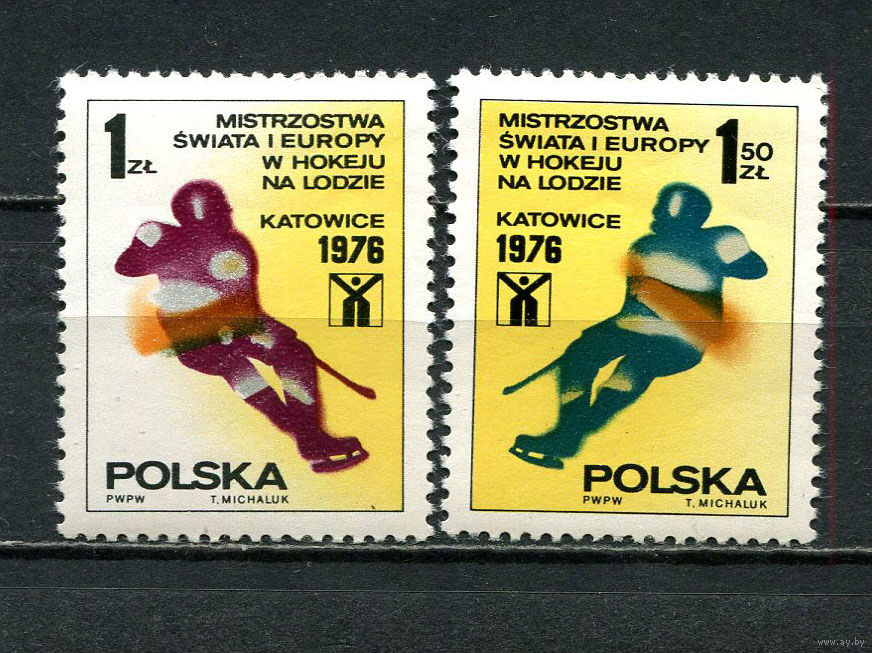 1 ZŁ
MISTRZOSTWA
ŚWIATA I EUROPY
W HOKEJU
NA LODZIE
KATOWICE
1976
POLSKA
PWPW T. MICHALUK
MISTRZOSTWA
ŚWIATA I EUROPY
W HOKEJU
NA LODZIE
1 50 ZŁ
KATOWICE
1976
POLSKA
PWPW T. MICHALUK
www.ay.by